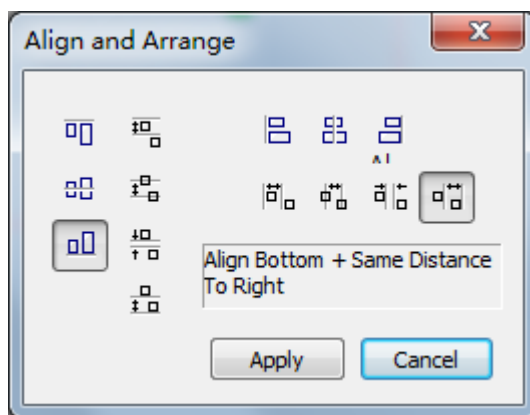 Align and Arrange
Align Bottom + Same Distance
To Right
Apply
Cancel